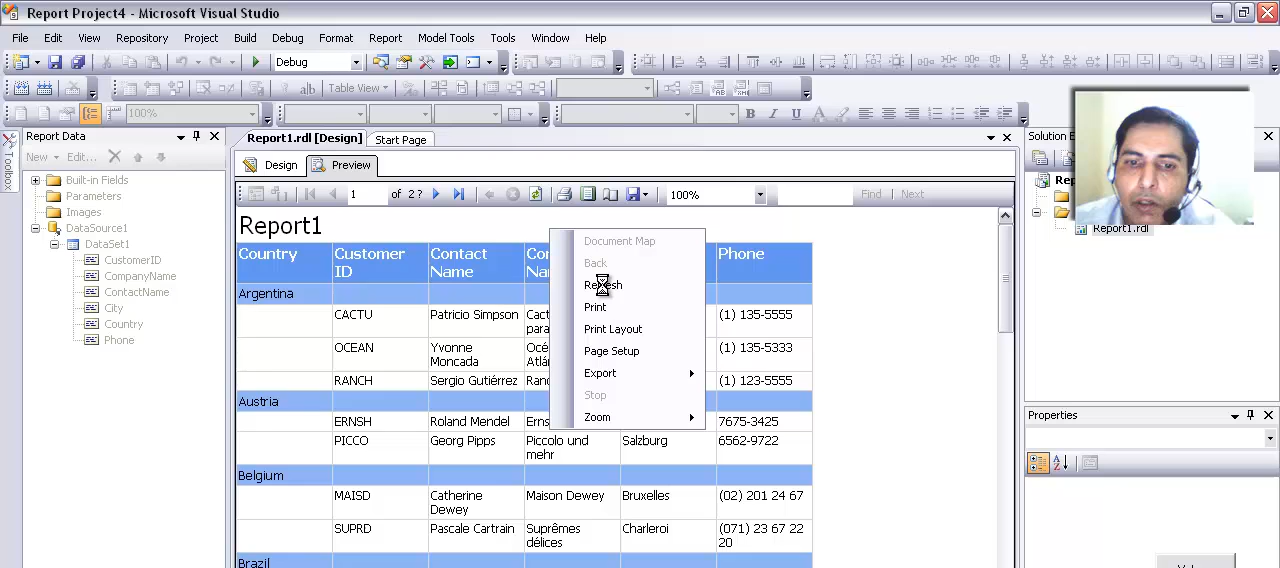 Report Project4 - Microsoft Visual Studio
File Edit View Repository Project Build Debug Format Report Model Tools Tools Window Help
Debug
Table View
100% B I U A
Report Data
Report1.rdl [Design] Start Page
Solution E
Toolbox
New Edit...
Design Preview
Built-in Fields
Parameters
Images
DataSource1
DataSet1
CustomerID
CompanyName
ContactName
City
Country
Phone
1 of 2? 100% Find Next
Report1
Country Customer ID Contact Name Phone
Argentina
CACTU Patricio Simpson (1) 135-5555
OCEAN Yvonne Moncada (1) 135-5333
RANCH Sergio Gutiérrez (1) 123-5555
Austria
ERNSH Roland Mendel 7675-3425
PICCO Georg Pipps Piccolo und mehr Salzburg 6562-9722
Belgium
MAISD Catherine Dewey Maison Dewey Bruxelles (02) 201 24 67
SUPRD Pascale Cartrain Suprêmes délices Charleroi (071) 23 67 22 20
Brazil
Document Map
Back
Refresh
Print
Print Layout
Page Setup
Export
Stop
Zoom
Report1.rdl
Properties